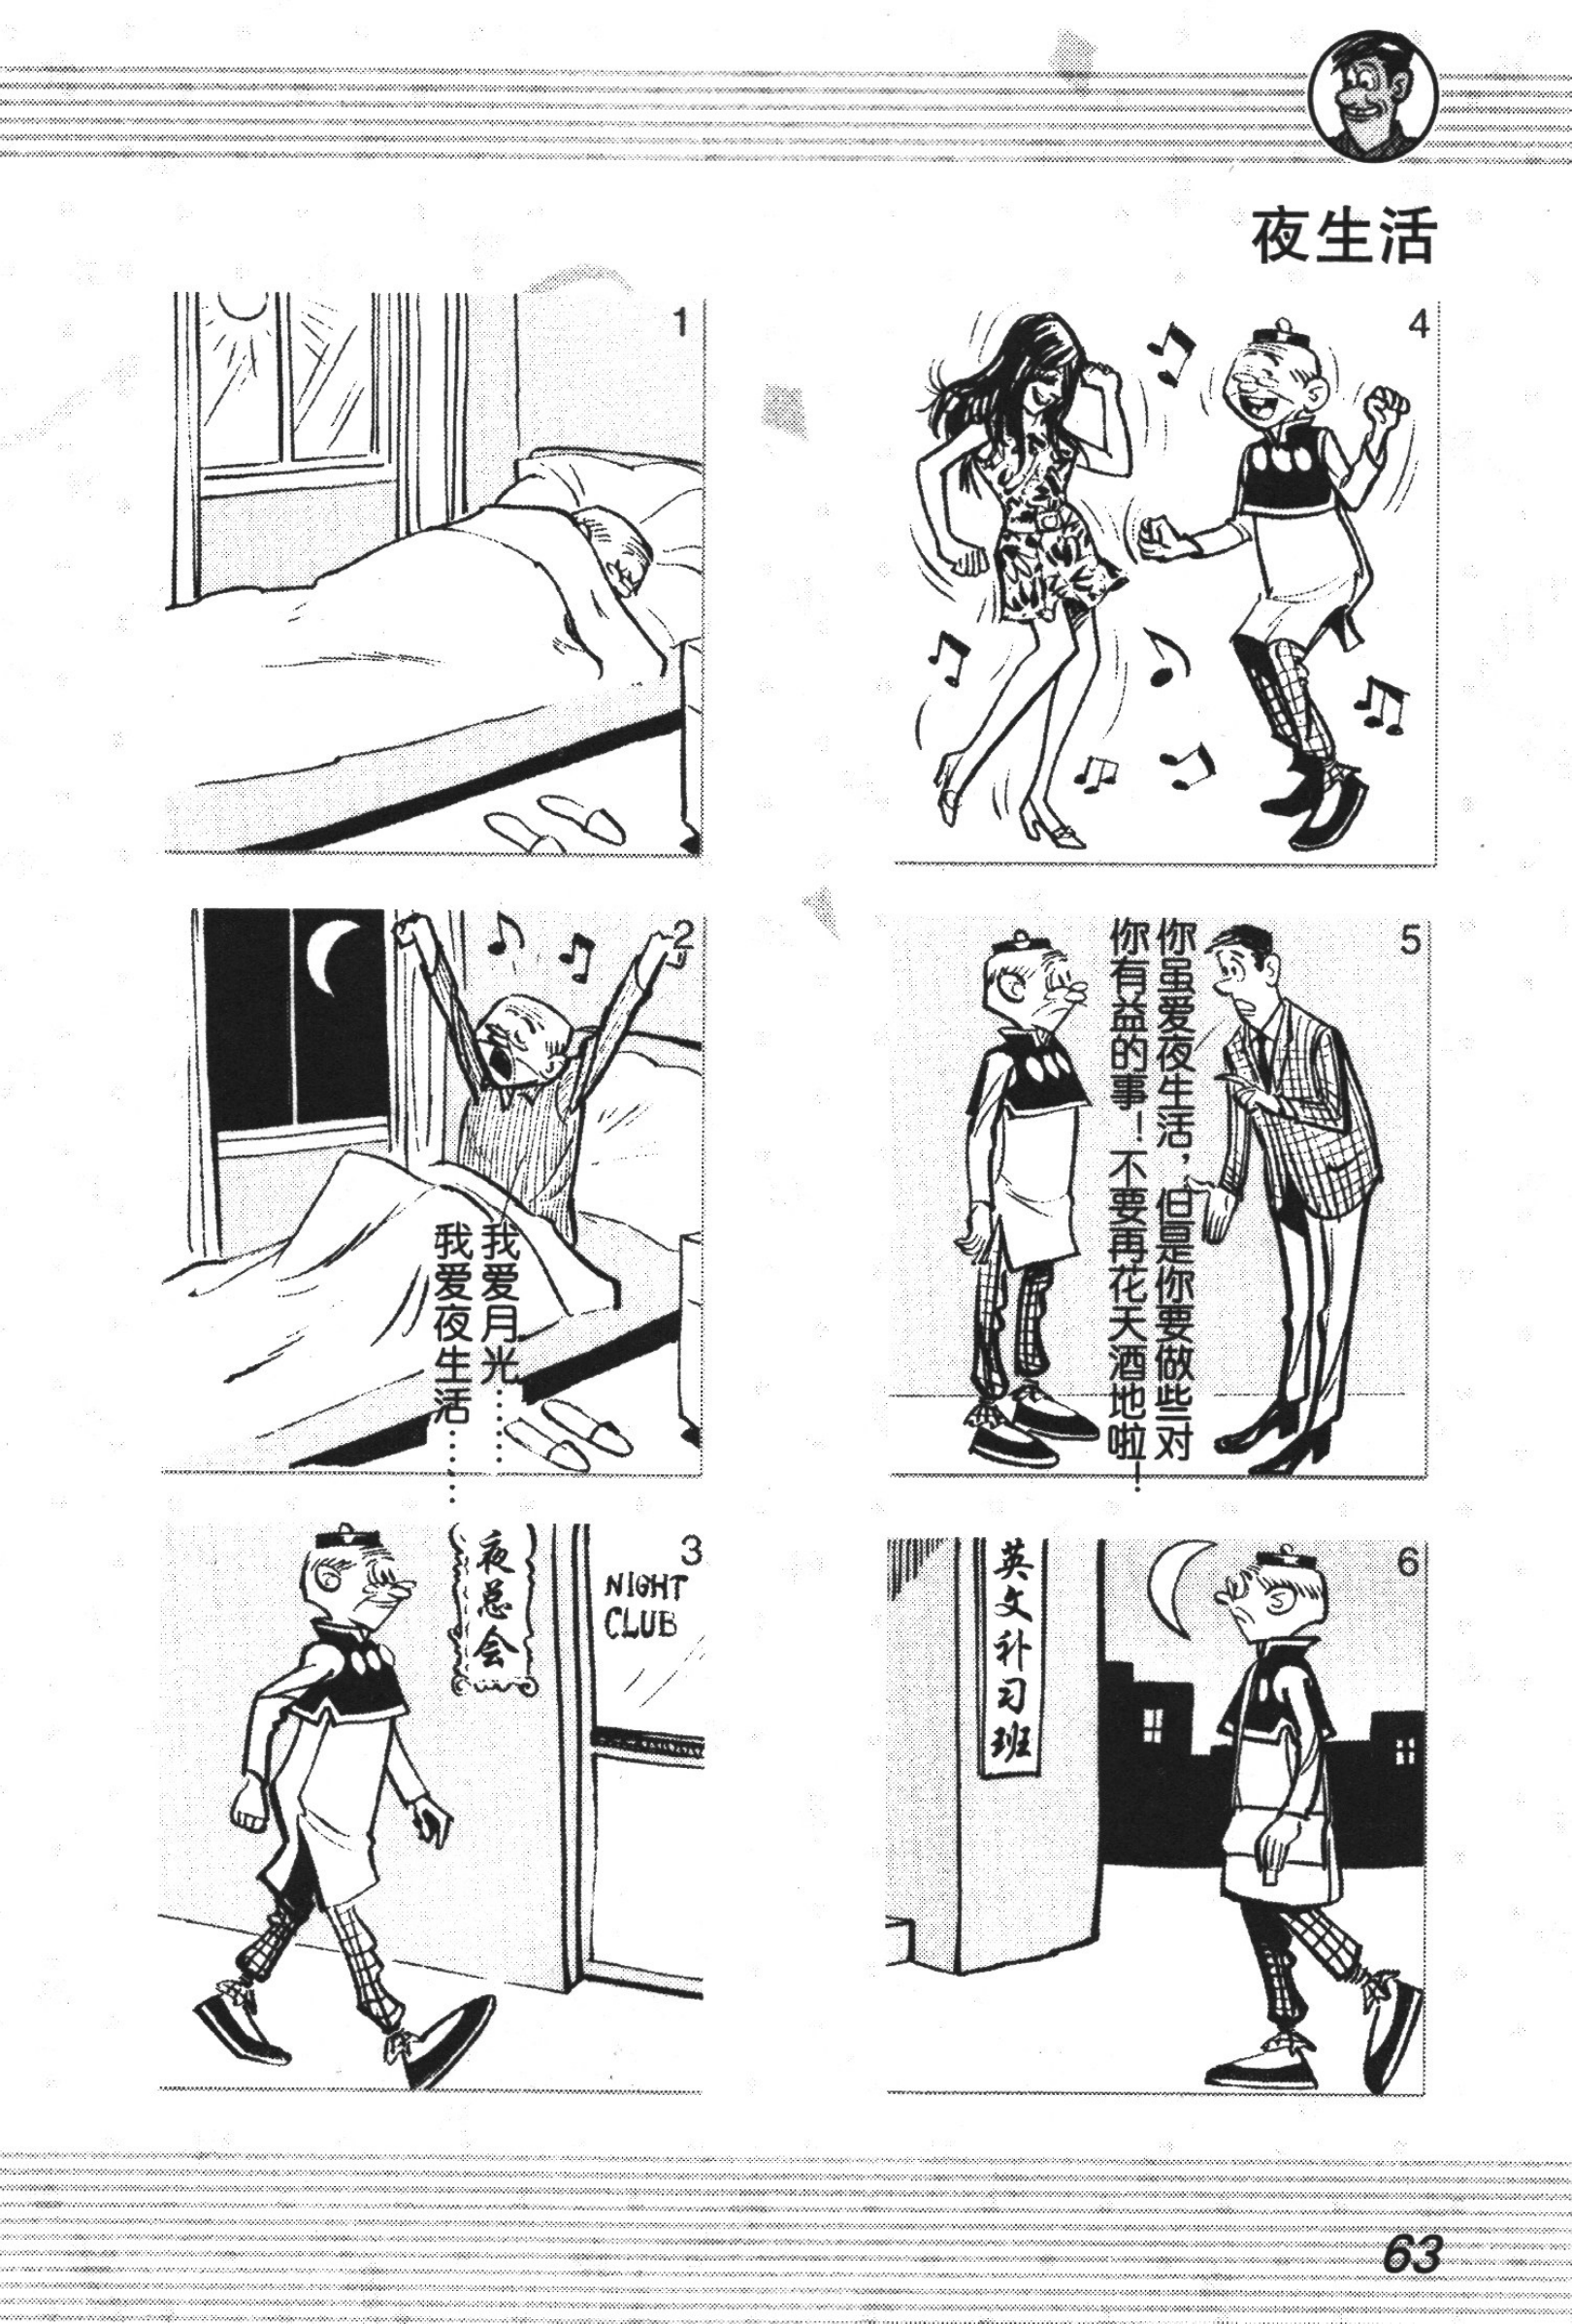 夜生活
1
2
我爱月光……
我爱夜生活……
3
夜总会
NIGHT
CLUB
4
5
你虽爱夜生活，但是你要做些对
你有益的事！不要再花天酒地啦！
6
英文补习班
63